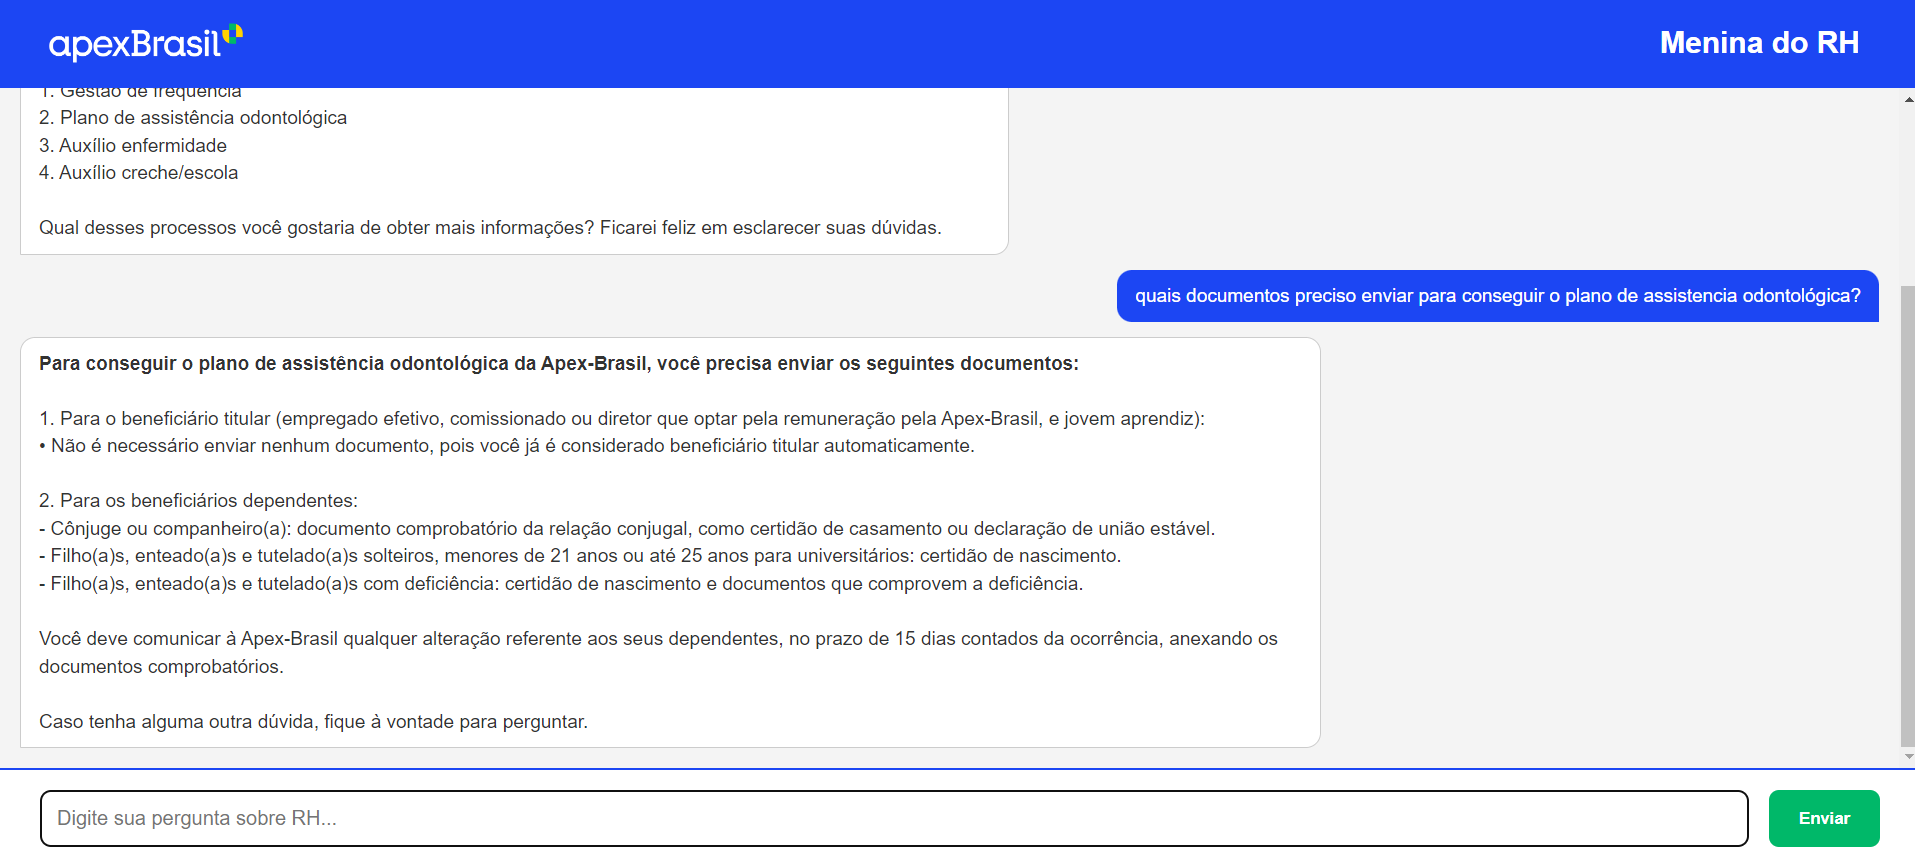 apexBrasil
Menina do RH
1. Gestão de frequência
2. Plano de assistência odontológica
3. Auxílio enfermidade
4. Auxílio creche/escola
Qual desses processos você gostaria de obter mais informações? Ficarei feliz em esclarecer suas dúvidas.
quais documentos preciso enviar para conseguir o plano de assistencia odontológica?
Para conseguir o plano de assistência odontológica da Apex-Brasil, você precisa enviar os seguintes documentos:
1. Para o beneficiário titular (empregado efetivo, comissionado ou diretor que optar pela remuneração pela Apex-Brasil, e jovem aprendiz):
• Não é necessário enviar nenhum documento, pois você já é considerado beneficiário titular automaticamente.
2. Para os beneficiários dependentes:
- Cônjuge ou companheiro(a): documento comprobatório da relação conjugal, como certidão de casamento ou declaração de união estável.
- Filho(a)s, enteado(a)s e tutelado(a)s solteiros, menores de 21 anos ou até 25 anos para universitários: certidão de nascimento.
- Filho(a)s, enteado(a)s e tutelado(a)s com deficiência: certidão de nascimento e documentos que comprovem a deficiência.
Você deve comunicar à Apex-Brasil qualquer alteração referente aos seus dependentes, no prazo de 15 dias contados da ocorrência, anexando os
documentos comprobatórios.
Caso tenha alguma outra dúvida, fique à vontade para perguntar.
Digite sua pergunta sobre RH...
Enviar